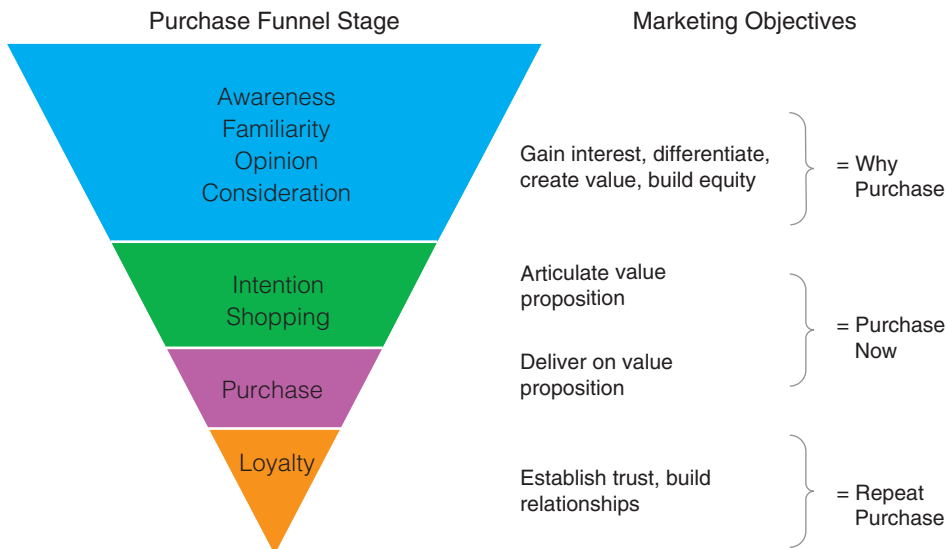 Purchase Funnel Stage
Marketing Objectives
Awareness
Familiarity
Opinion
Consideration
Gain interest, differentiate,
create value, build equity
= Why
Purchase
Intention
Shopping
Articulate value
proposition
Purchase
Deliver on value
proposition
= Purchase
Now
Loyalty
Establish trust, build
relationships
= Repeat
Purchase